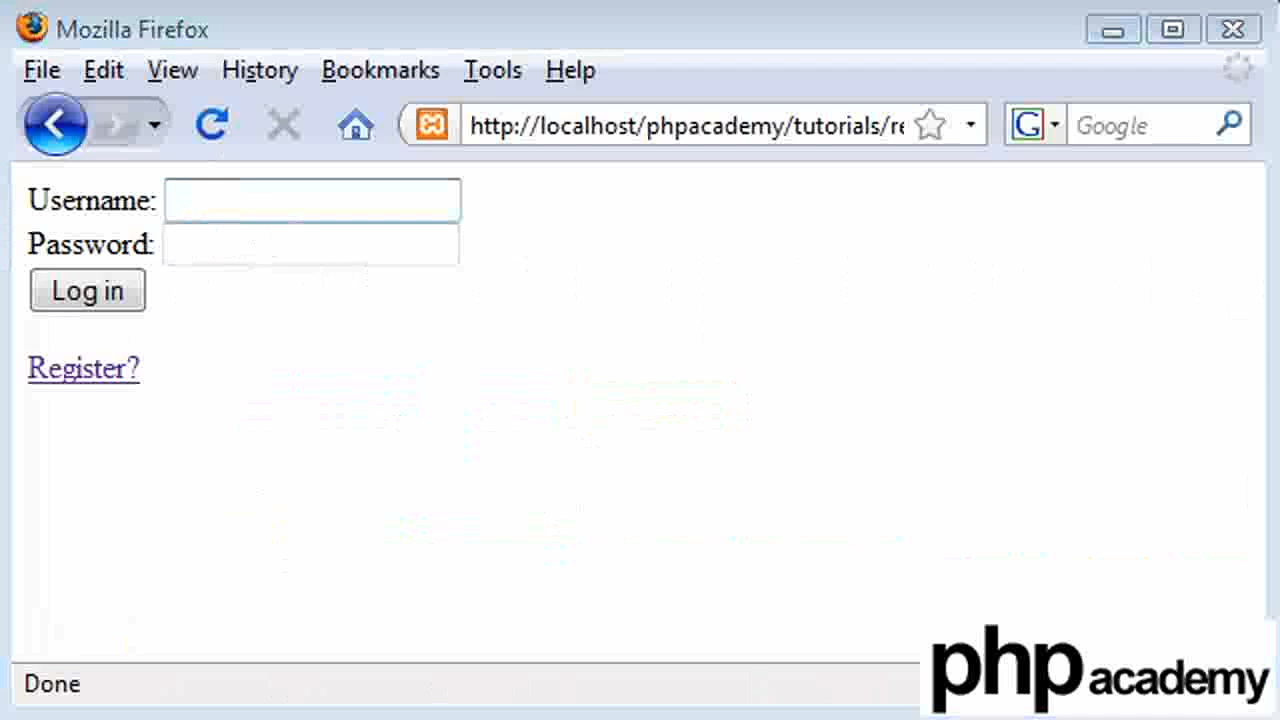 Mozilla Firefox
File Edit View History Bookmarks Tools Help
http://localhost/phpacademy/tutorials/re Google
Username:
Password:
Log in
Register?
Done
php academy